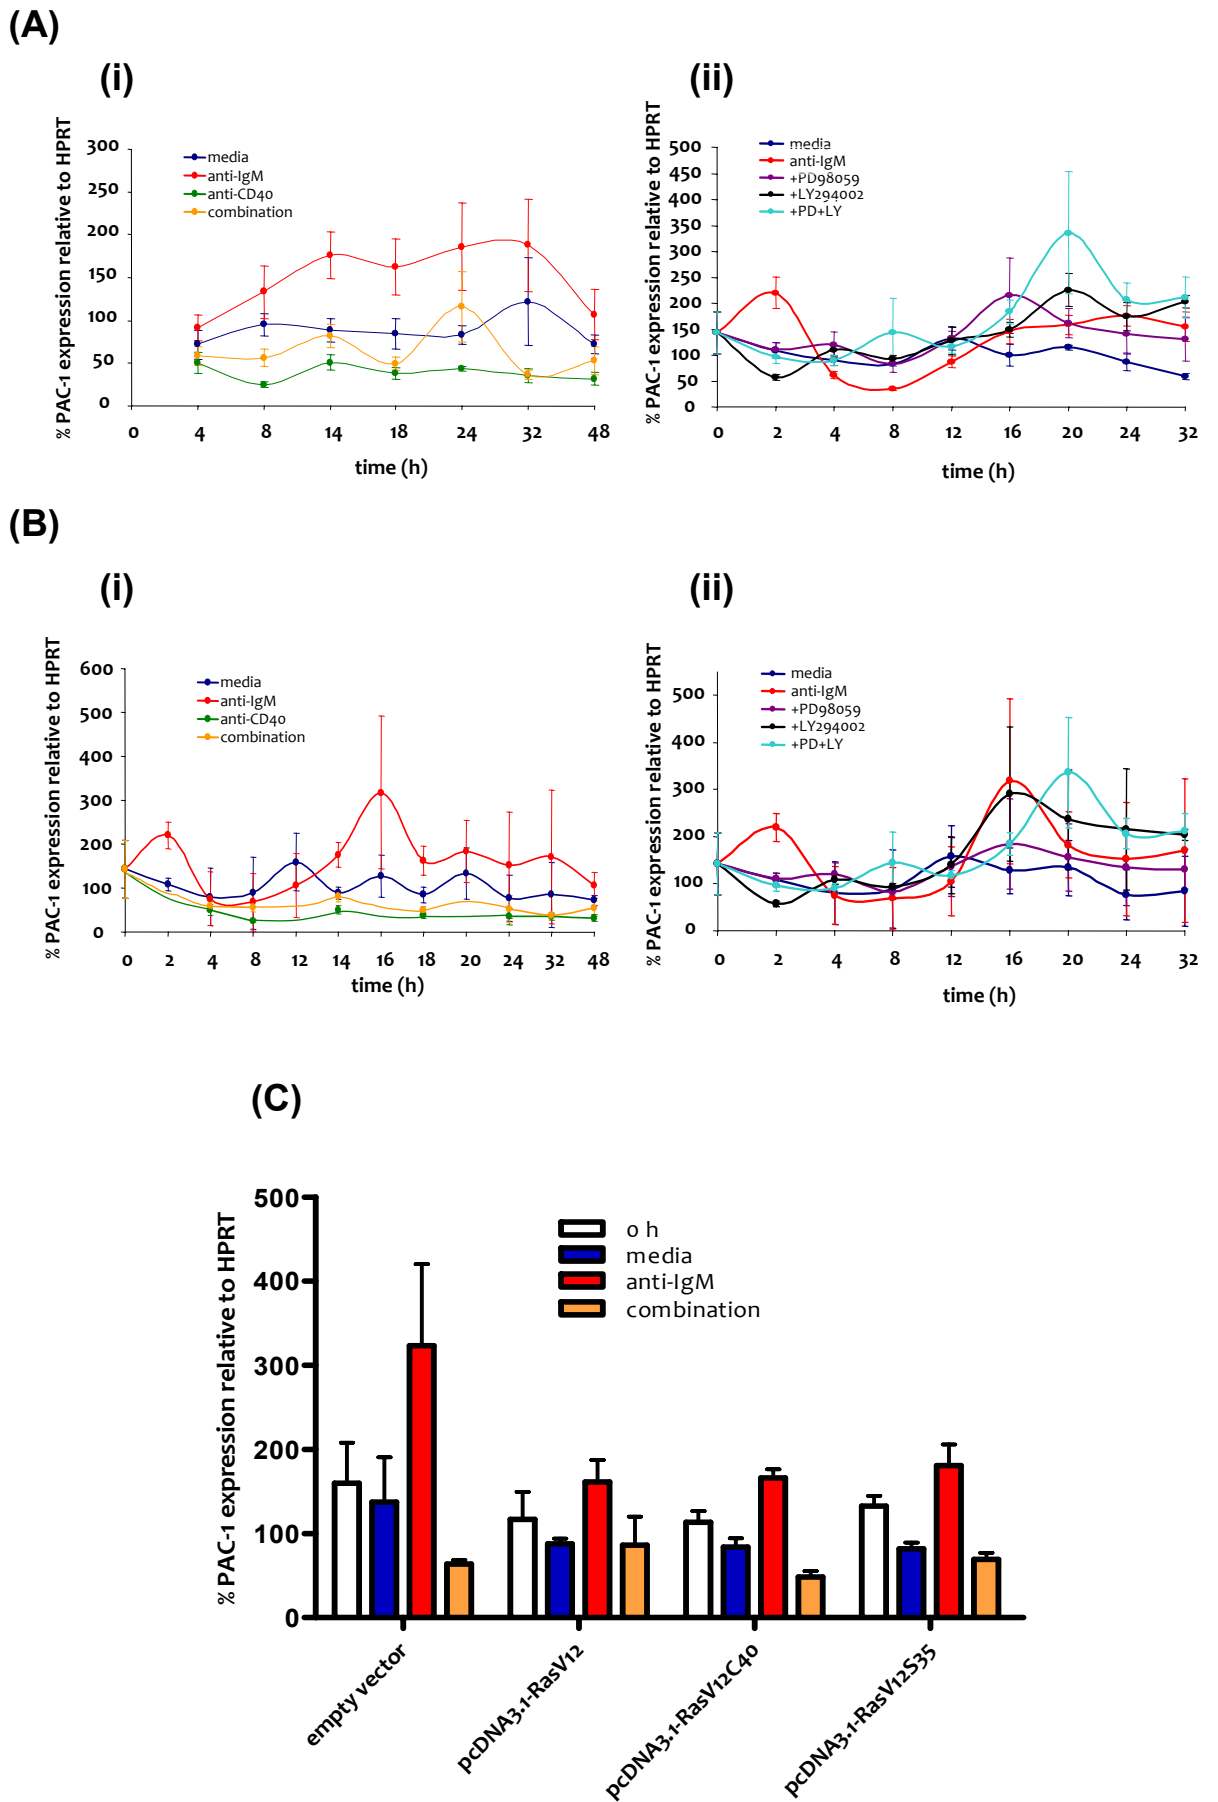 (A)
(i)
% PAC-1 expression relative to HPRT
300
250
200
150
100
50
0
media
anti-IgM
anti-CD40
combination
0 4 8 14 18 24 32 48
time (h)
(ii)
% PAC-1 expression relative to HPRT
500
450
400
350
300
250
200
150
100
50
0
media
anti-IgM
+PD98059
+LY294002
+PD+LY
0 2 4 8 12 16 20 24 32
time (h)
(B)
(i)
% PAC-1 expression relative to HPRT
600
500
400
300
200
100
0
media
anti-IgM
anti-CD40
combination
0 2 4 8 12 14 16 18 20 24 32 48
time (h)
(ii)
% PAC-1 expression relative to HPRT
500
400
300
200
100
0
media
anti-IgM
+PD98059
+LY294002
+PD+LY
0 2 4 8 12 16 20 24 32
time (h)
(C)
% PAC-1 expression relative to HPRT
500
400
300
200
100
0
0 h
media
anti-IgM
combination
empty vector
pcDNA3.1-RasV12
pcDNA3.1-RasV12C40
pcDNA3.1-RasV12S35